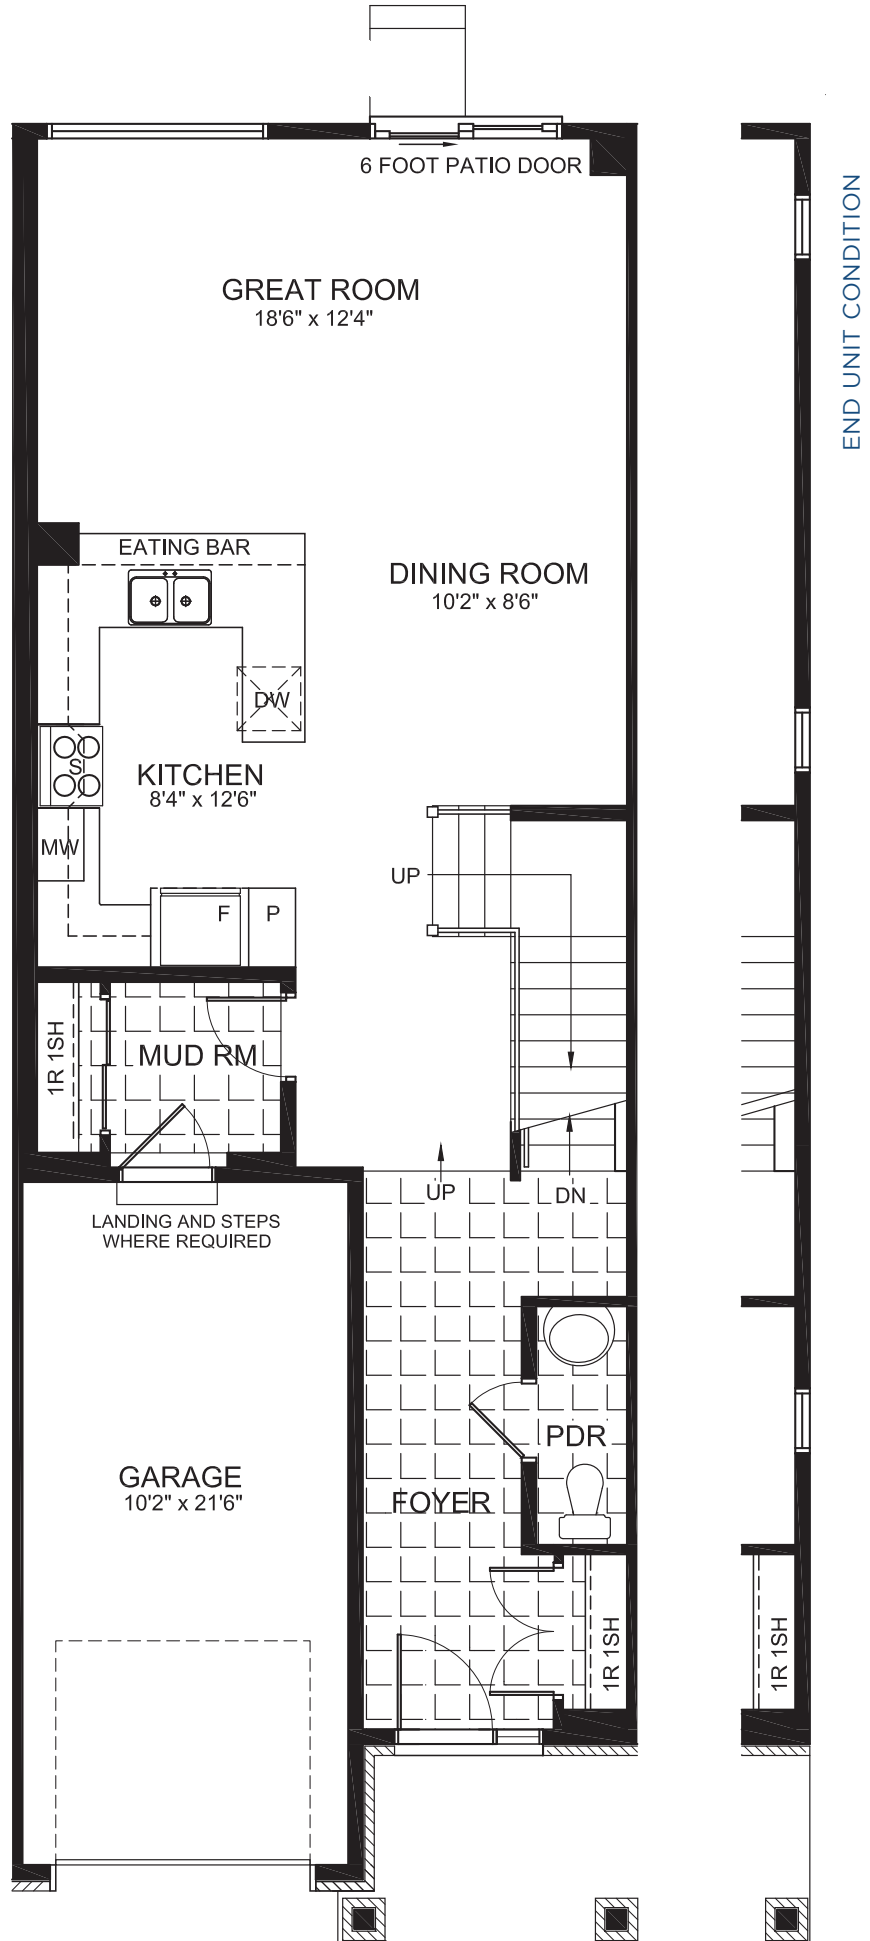 6 FOOT PATIO DOOR
END UNIT CONDITION
GREAT ROOM
18'6" x 12'4"
EATING BAR
DINING ROOM
10'2" x 8'6"
DW
SI
KITCHEN
8'4" x 12'6"
MW
UP
F
P
1R 1SH
MUD RM
UP
DN
LANDING AND STEPS
WHERE REQUIRED
PDR
GARAGE
10'2" x 21'6"
FOYER
1R 1SH
1R 1SH